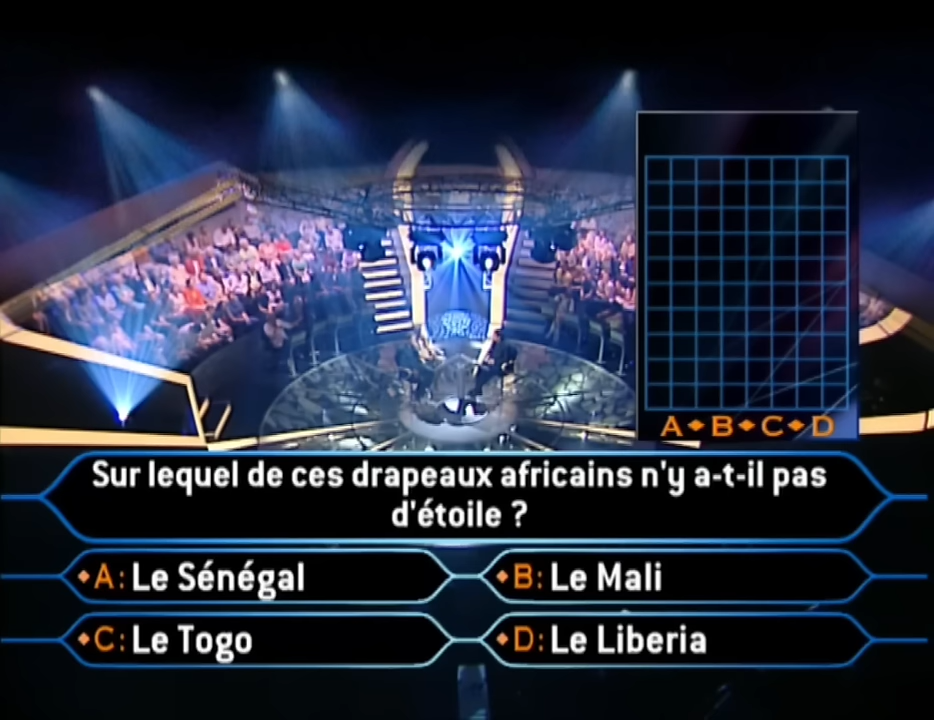 A♦B♦C♦D
Sur lequel de ces drapeaux africains n'y a-t-il pas
d'étoile ?
♦A: Le Sénégal
♦B: Le Mali
♦C: Le Togo
♦D: Le Liberia